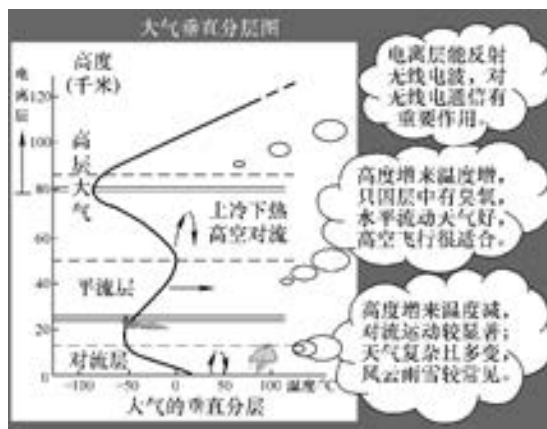 大气垂直分层图
高度
(千米)
电离层
120
100
80
60
40
20
0
高层大气
上冷下热
高空对流
平流层
对流层
-100
-50
0
50
100
温度℃
大气的垂直分层
电离层能反射
无线电波，对
无线电通信有
重要作用。
高度增来温度增，
只因层中有臭氧，
水平流动天气好，
高空飞行很适合。
高度增来温度减，
对流运动较显著；
天气复杂且多变，
风云雨雪较常见。